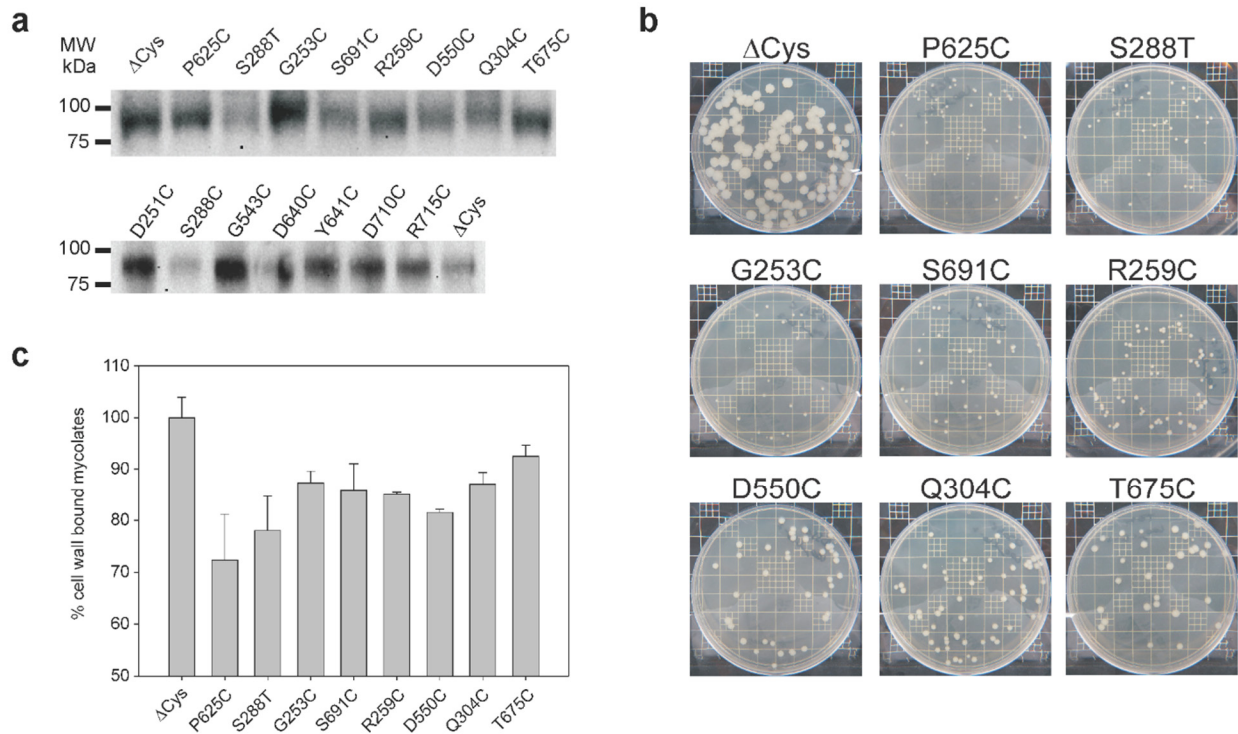 a
MW
kDa
ΔCys P625C S288T G253C S691C R259C D550C Q304C T675C
100
75
D251C S288C G543C D640C Y641C D710C R715C ΔCys
100
75
b
ΔCys P625C S288T
G253C S691C R259C
D550C Q304C T675C
c
% cell wall bound mycolates
110
100
90
80
70
60
50
ΔCys P625C S288T G253C S691C R259C D550C Q304C T675C